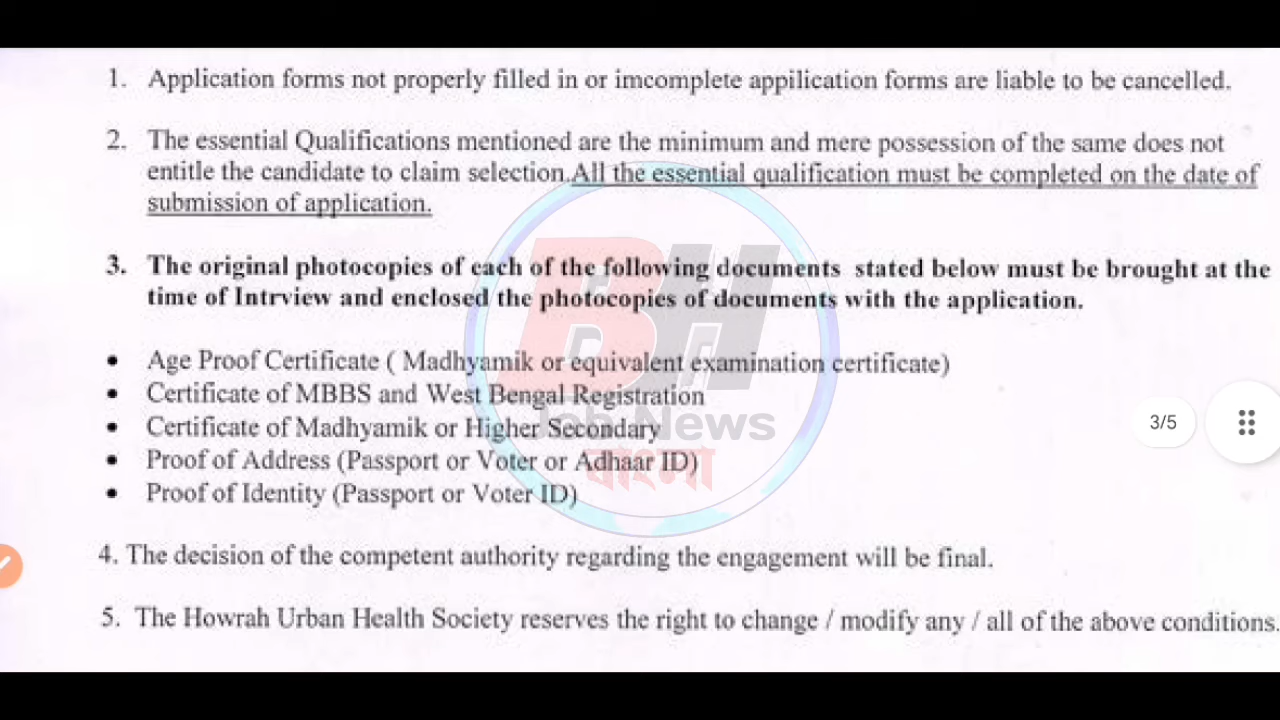 1. Application forms not properly filled in or imcomplete appilication forms are liable to be cancelled.
2. The essential Qualifications mentioned are the minimum and mere possession of the same does not
entitle the candidate to claim selection.All the essential qualification must be completed on the date of
submission of application.
3. The original photocopies of each of the following documents stated below must be brought at the
time of Intrview and enclosed the photocopies of documents with the application.
• Age Proof Certificate ( Madhyamik or equivalent examination certificate)
• Certificate of MBBS and West Bengal Registration
• Certificate of Madhyamik or Higher Secondary
• Proof of Address (Passport or Voter or Adhaar ID)
• Proof of Identity (Passport or Voter ID)
3/5
BH
Job News
বাংলা
4. The decision of the competent authority regarding the engagement will be final.
5. The Howrah Urban Health Society reserves the right to change / modify any / all of the above conditions.